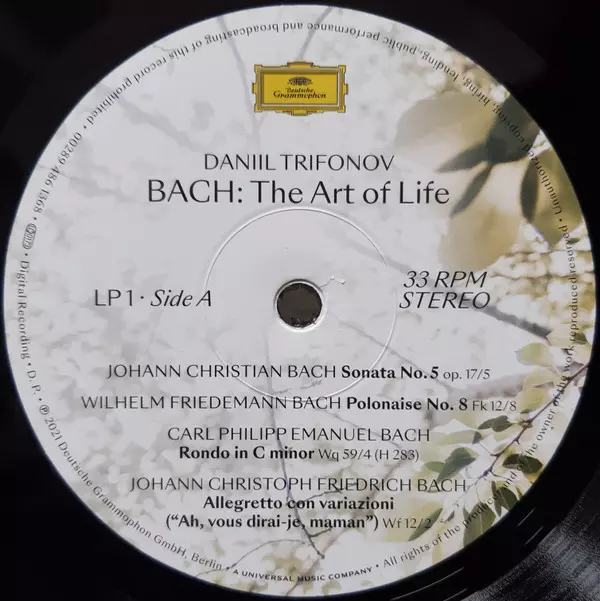 Deutsche
Grammophon
DANIIL TRIFONOV
BACH: The Art of Life
LP 1 · Side A
33 RPM
STEREO
JOHANN CHRISTIAN BACH Sonata No. 5 op. 17/5
WILHELM FRIEDEMANN BACH Polonaise No. 8 Fk 12/8
CARL PHILIPP EMANUEL BACH
Rondo in C minor Wq 59/4 (H 283)
JOHANN CHRISTOPH FRIEDRICH BACH
Allegretto con variazioni
(“Ah, vous dirai-je, maman”) Wf 12/2
℗ 2021 Deutsche Grammophon GmbH, Berlin • A UNIVERSAL MUSIC COMPANY • All rights of the producer and of the owner of the work reproduced reserved • Unauthorized copying, hiring, lending, public performance and broadcasting of this record prohibited • 00289 486 1368 • Digital Recording • D. P. •